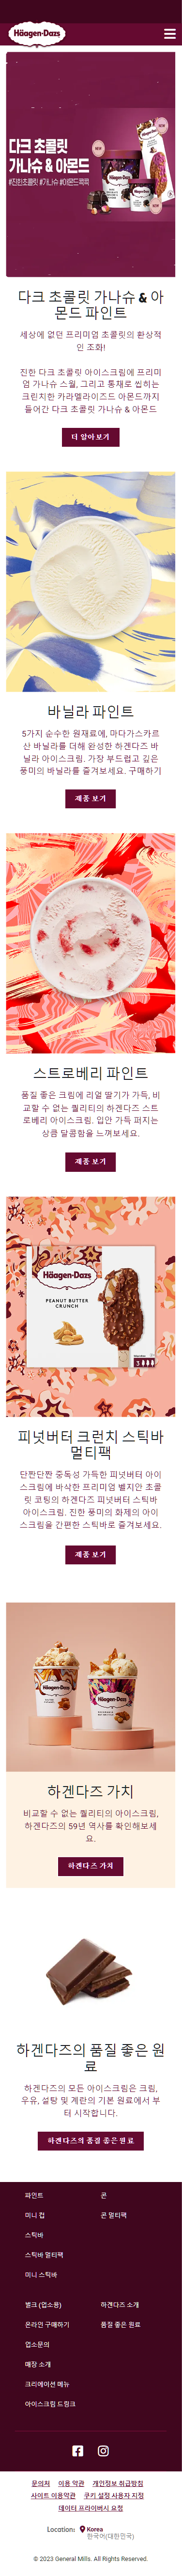 Häagen-Dazs
다크 초콜릿
가나슈 & 아몬드
#진한초콜릿 #가나슈 #아몬드콕콕
NEW
NEW
NEW
다크 초콜릿 가나슈 & 아
몬드 파인트
세상에 없던 프리미엄 초콜릿의 환상적
인 조화!
진한 다크 초콜릿 아이스크림에 프리미
엄 가나슈 스월, 그리고 통째로 씹히는
크런치한 카라멜라이즈드 아몬드까지
들어간 다크 초콜릿 가나슈 & 아몬드
더 알아보기
바닐라 파인트
5가지 순수한 원재료에, 마다가스카르
산 바닐라를 더해 완성한 하겐다즈 바
닐라 아이스크림. 가장 부드럽고 깊은
풍미의 바닐라를 즐겨보세요. 구매하기
제품 보기
스트로베리 파인트
품질 좋은 크림에 리얼 딸기가 가득, 비
교할 수 없는 퀄리티의 하겐다즈 스트
로베리 아이스크림. 입안 가득 퍼지는
상큼 달콤함을 느껴보세요.
제품 보기
Häagen-Dazs
PEANUT BUTTER
CRUNCH
피넛버터 크런치 스틱바
멀티팩
단짠단짠 중독성 가득한 피넛버터 아이
스크림에 바삭한 프리미엄 벨지안 초콜
릿 코팅의 하겐다즈 피넛버터 스틱바
아이스크림. 진한 풍미의 화제의 아이
스크림을 간편한 스틱바로 즐겨보세요.
제품 보기
Häagen-Dazs
Häagen-Dazs
하겐다즈 가치
비교할 수 없는 퀄리티의 아이스크림,
하겐다즈의 59년 역사를 확인해보세
요.
하겐다즈 가치
하겐다즈의 품질 좋은 원
료
하겐다즈의 모든 아이스크림은 크림,
우유, 설탕 및 계란의 기본 원료에서 부
터 시작합니다.
하겐다즈의 품질 좋은 원료
파인트
콘
미니 컵
콘 멀티팩
스틱바
스틱바 멀티팩
미니 스틱바
벌크 (업소용)
하겐다즈 소개
온라인 구매하기
품질 좋은 원료
업소문의
매장 소개
크리에이션 메뉴
아이스크림 드링크
문의처 이용 약관 개인정보 취급방침
사이트 이용약관 쿠키 설정 사용자 지정
데이터 프라이버시 요청
Location: Korea
한국어(대한민국)
© 2023 General Mills. All Rights Reserved.